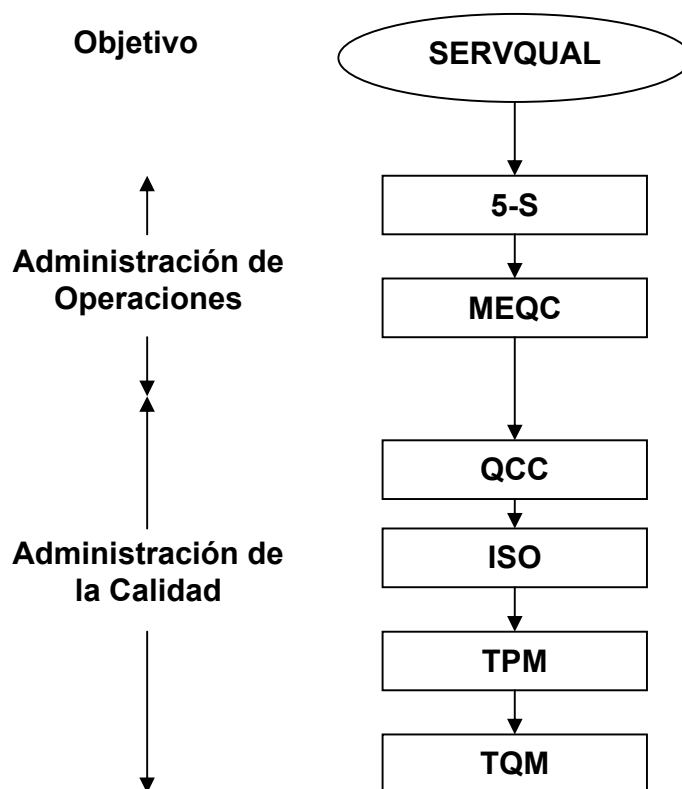 Objetivo
SERVQUAL
5-S
Administración de
Operaciones
MEQC
QCC
Administración de
la Calidad
ISO
TPM
TQM